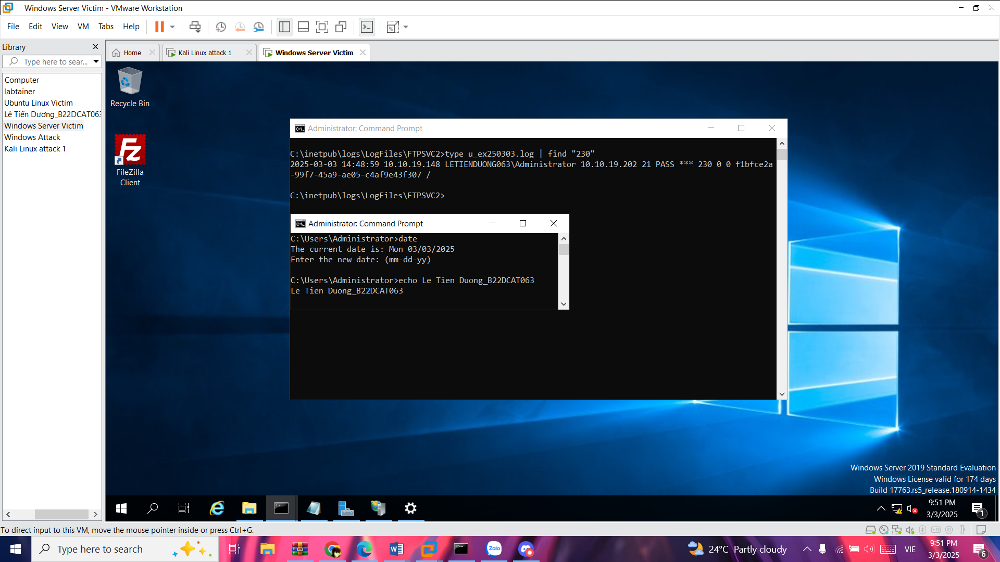 Windows Server Victim - VMware Workstation
File Edit View VM Tabs Help
Library
Type here to sear...
Computer
labtainer
Ubuntu Linux Victim
Lê Tiến Dương_B22DCAT063
Windows Server Victim
Windows Attack
Kali Linux attack 1
Home
Kali Linux attack 1
Windows Server Victim
Recycle Bin
FileZilla
Client
Administrator: Command Prompt
C:\inetpub\logs\LogFiles\FTPSVC2>type u_ex250303.log | find "230"
2025-03-03 14:48:59 10.10.19.148 LETIENDUONG063\Administrator 10.10.19.202 21 PASS *** 230 0 0 f1bfce2a
-99f7-45a9-ae05-c4af9e43f307 /
C:\inetpub\logs\LogFiles\FTPSVC2>
Administrator: Command Prompt
C:\Users\Administrator>date
The current date is: Mon 03/03/2025
Enter the new date: (mm-dd-yy)
C:\Users\Administrator>echo Le Tien Duong_B22DCAT063
Le Tien Duong_B22DCAT063
Windows Server 2019 Standard Evaluation
Windows License valid for 174 days
Build 17763.rs5_release.180914-1434
9:51 PM
3/3/2025
1
To direct input to this VM, move the mouse pointer inside or press Ctrl+G.
Type here to search
Zalo
24°C Partly cloudy
VIE
9:51 PM
3/3/2025
6